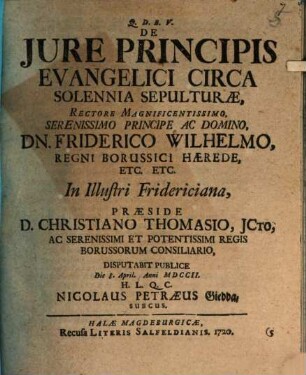 Q. D. B. V.
DE
JURE PRINCIPIS
EVANGELICI CIRCA
SOLENNIA SEPULTURÆ,
RECTORE MAGNIFICENTISSIMO,
SERENISSIMO PRINCIPE AC DOMINO,
DN. FRIDERICO WILHELMO,
REGNI BORUSSICI HÆREDE,
ETC. ETC.
In Illustri Fridericiana,
PRÆSIDE
D. CHRISTIANO THOMASIO, JCto,
AC SERENISSIMI ET POTENTISSIMI REGIS
BORUSSORUM CONSILIARIO,
DISPUTABIT PUBLICE
Die 8. April. Anni MDCCII.
H. L. Q. C.
NICOLAUS PETRÆUS Giedda,
SUECUS.
HALÆ MAGDEBURGICÆ,
Recusa LITERIS SALFELDIANIS. 1720. (5